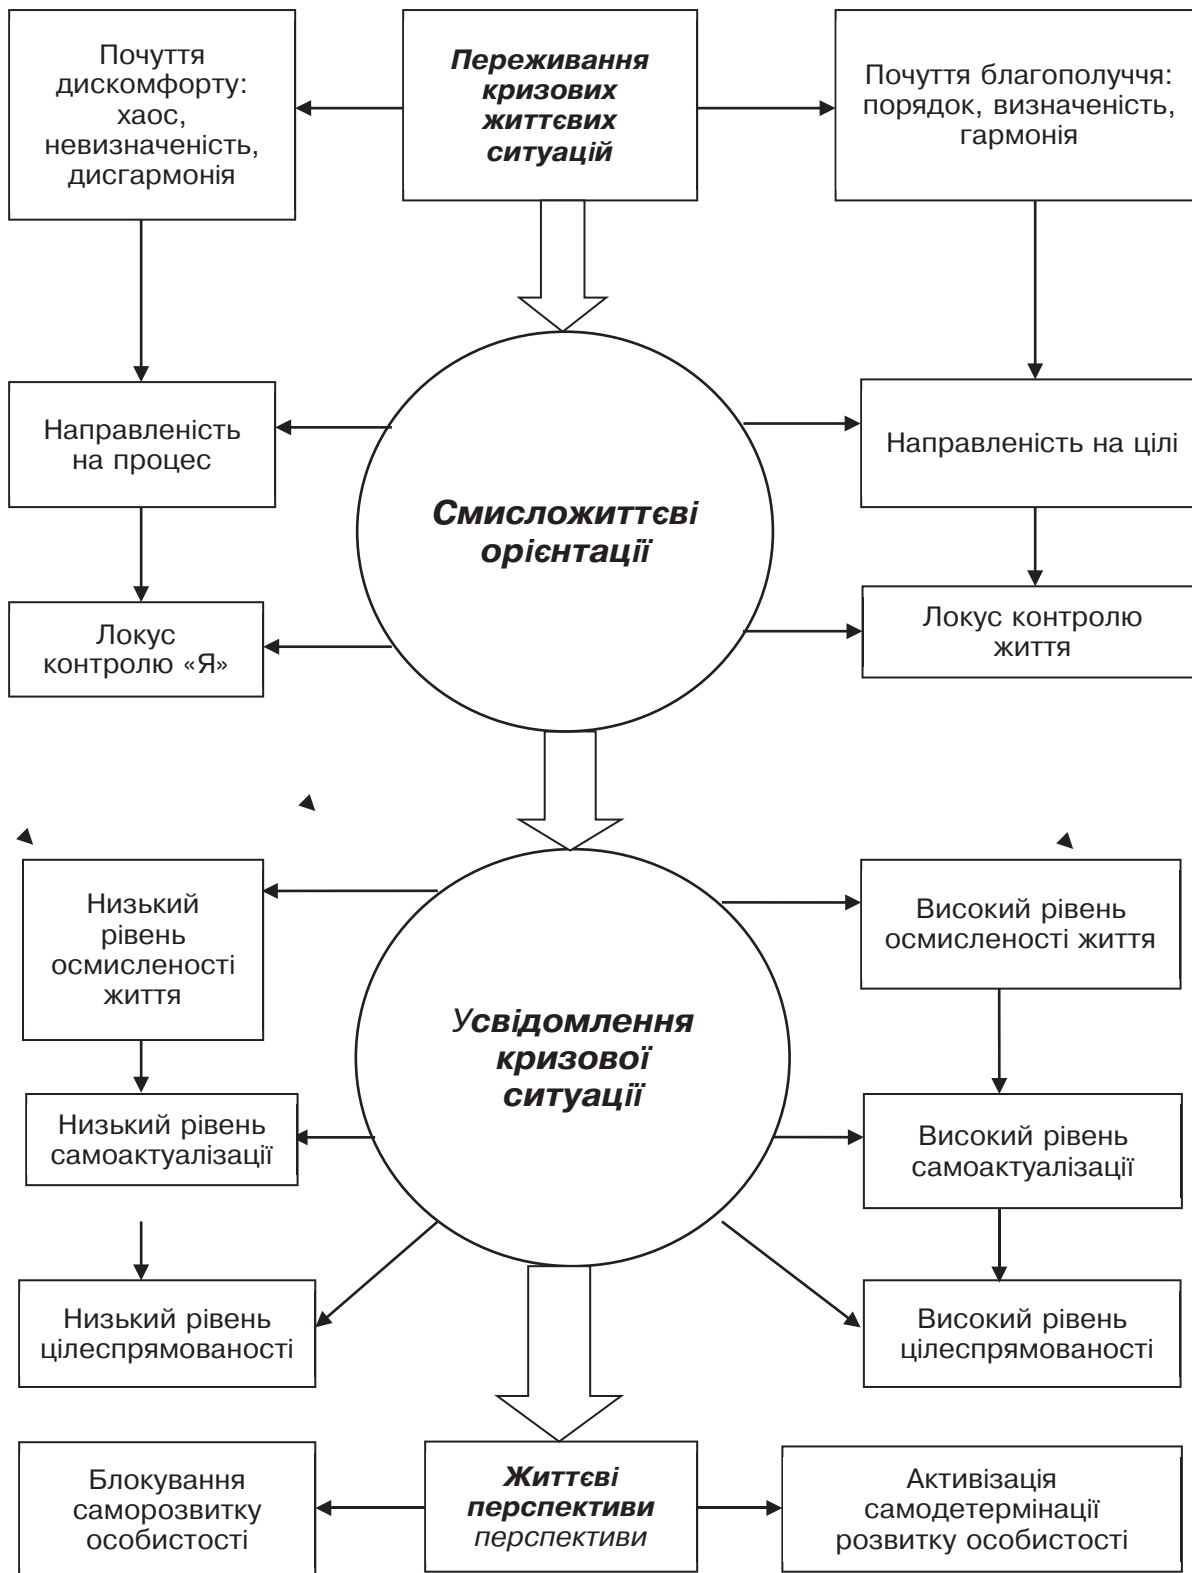 Почуття
дискомфорту:
хаос,
невизначеність,
дисгармонія
Переживання
кризових
життєвих
ситуацій
Почуття благополуччя:
порядок, визначеність,
гармонія
Направленість
на процес
Направленість на цілі
Смисложиттєві
орієнтації
Локус
контролю «Я»
Локус контролю
життя
Низький
рівень
осмисленості
життя
Високий рівень
осмисленості життя
Усвідомлення
кризової
ситуації
Низький рівень
самоактуалізації
Високий рівень
самоактуалізації
Низький рівень
цілеспрямованості
Високий рівень
цілеспрямованості
Блокування
саморозвитку
особистості
Життєві
перспективи
перспективи
Активізація
самодетермінації
розвитку особистості